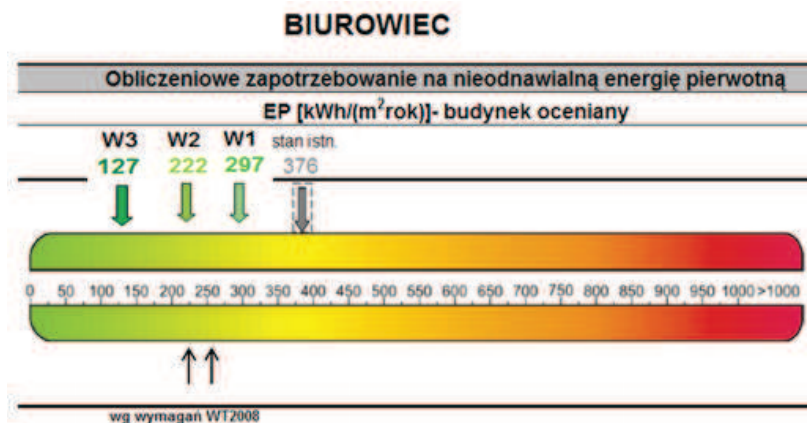 BIUROWIEC
Obliczeniowe zapotrzebowanie na nieodnawialną energię pierwotną
EP [kWh/(m²rok)]- budynek oceniany
W3 W2 W1 stan istn.
127 222 297 376
0 50 100 150 200 250 300 350 400 450 500 550 600 650 700 750 800 850 900 950 1000 >1000
wg wymagań WT2008